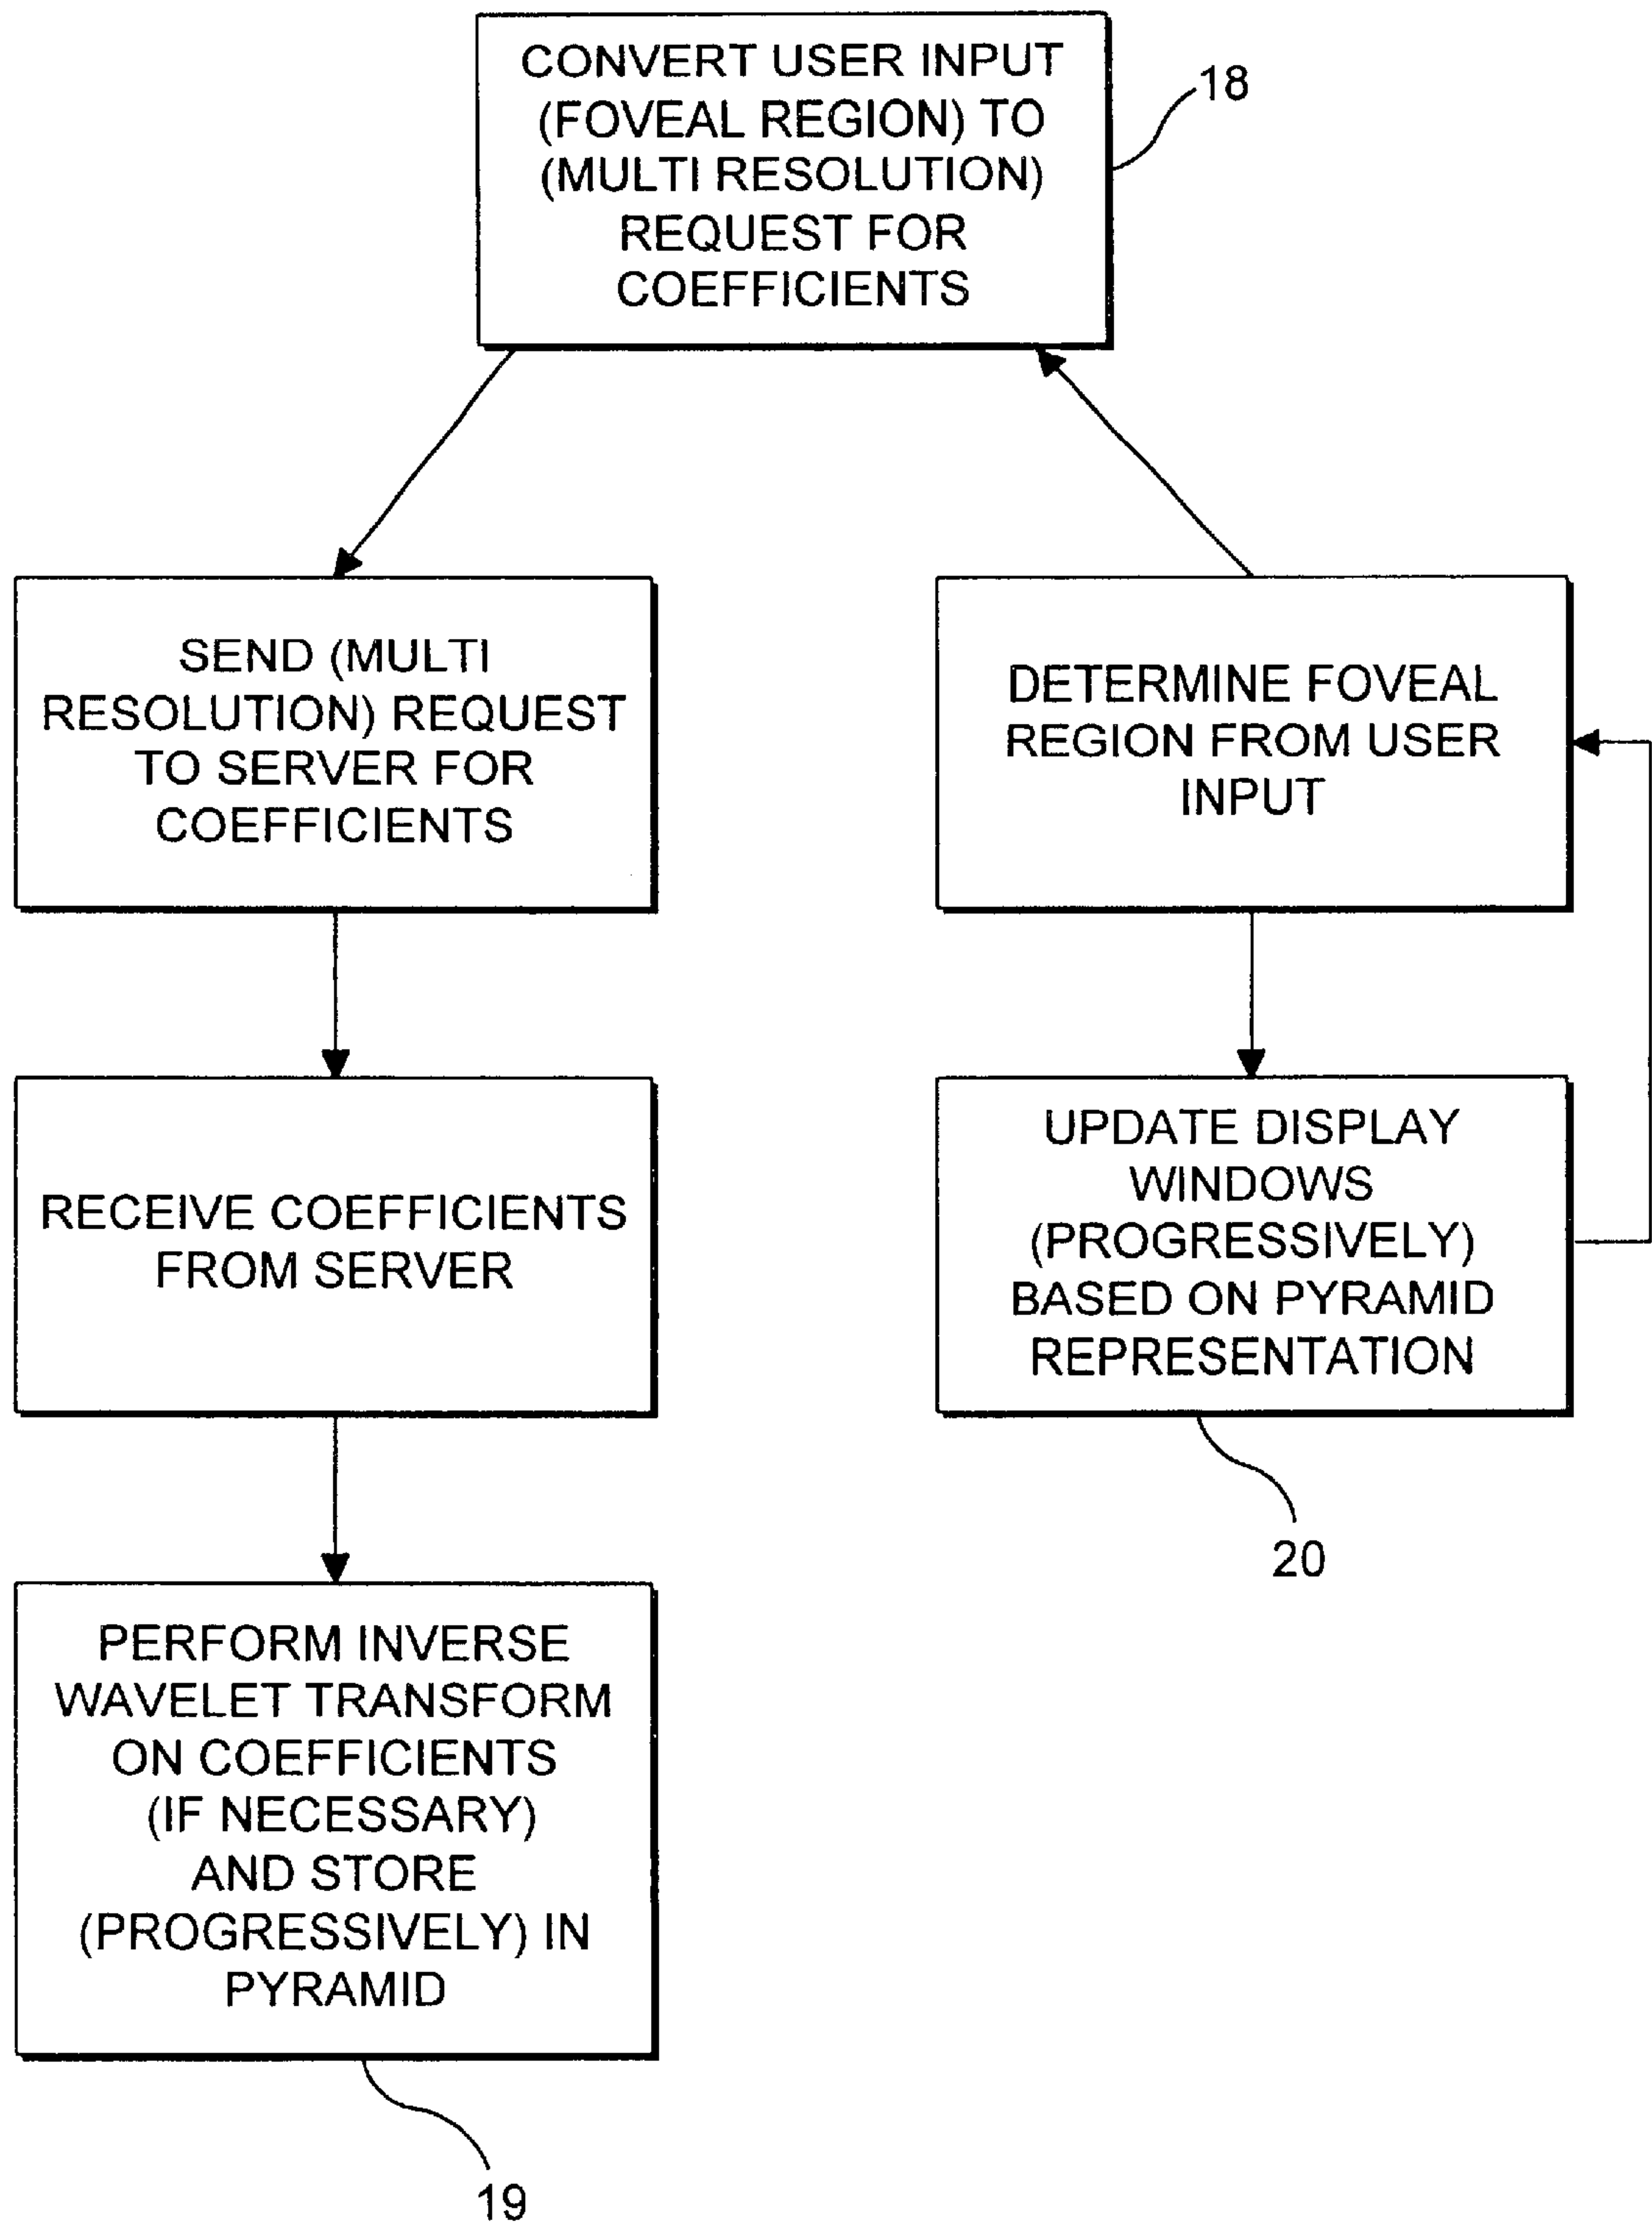 CONVERT USER INPUT
(FOVEAL REGION) TO
(MULTI RESOLUTION)
REQUEST FOR
COEFFICIENTS
18
SEND (MULTI
RESOLUTION) REQUEST
TO SERVER FOR
COEFFICIENTS
DETERMINE FOVEAL
REGION FROM USER
INPUT
RECEIVE COEFFICIENTS
FROM SERVER
UPDATE DISPLAY
WINDOWS
(PROGRESSIVELY)
BASED ON PYRAMID
REPRESENTATION
20
PERFORM INVERSE
WAVELET TRANSFORM
ON COEFFICIENTS
(IF NECESSARY)
AND STORE
(PROGRESSIVELY) IN
PYRAMID
19